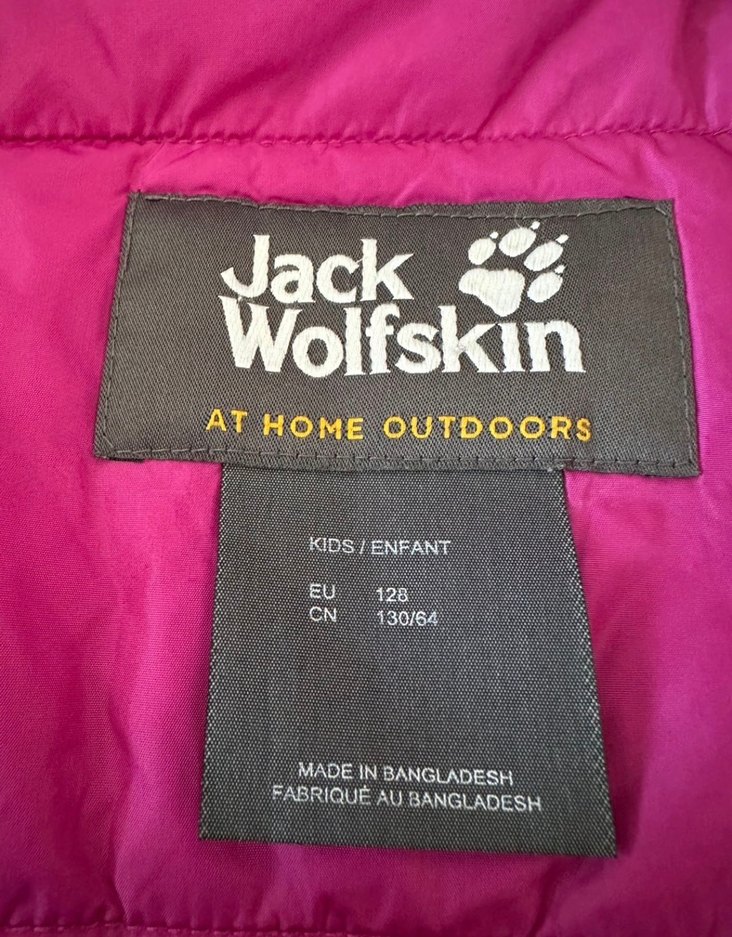 Jack
Wolfskin
AT HOME OUTDOORS
KIDS / ENFANT
EU 128
CN 130/64
MADE IN BANGLADESH
FABRIQUÉ AU BANGLADESH